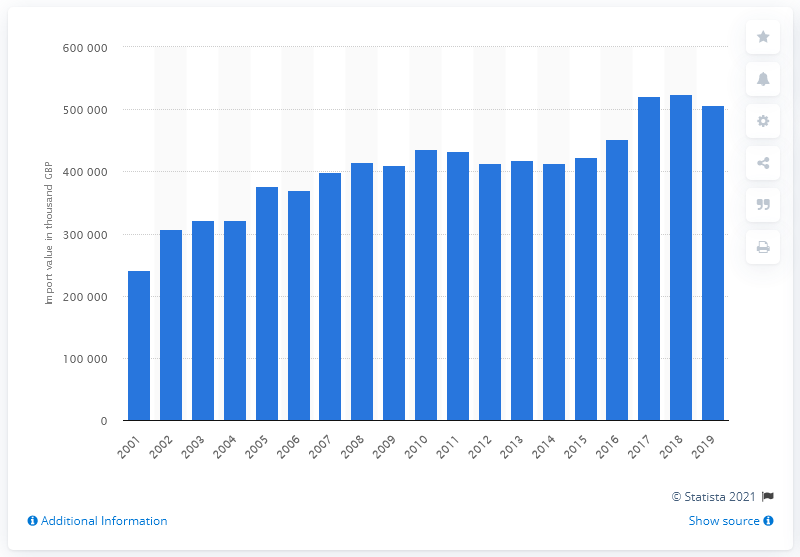 600 000
500 000
400 000
300 000
200 000
100 000
0
Import value in thousand GBP
2001 2002 2003 2004 2005 2006 2007 2008 2009 2010 2011 2012 2013 2014 2015 2016 2017 2018 2019
© Statista 2021
Additional Information
Show source